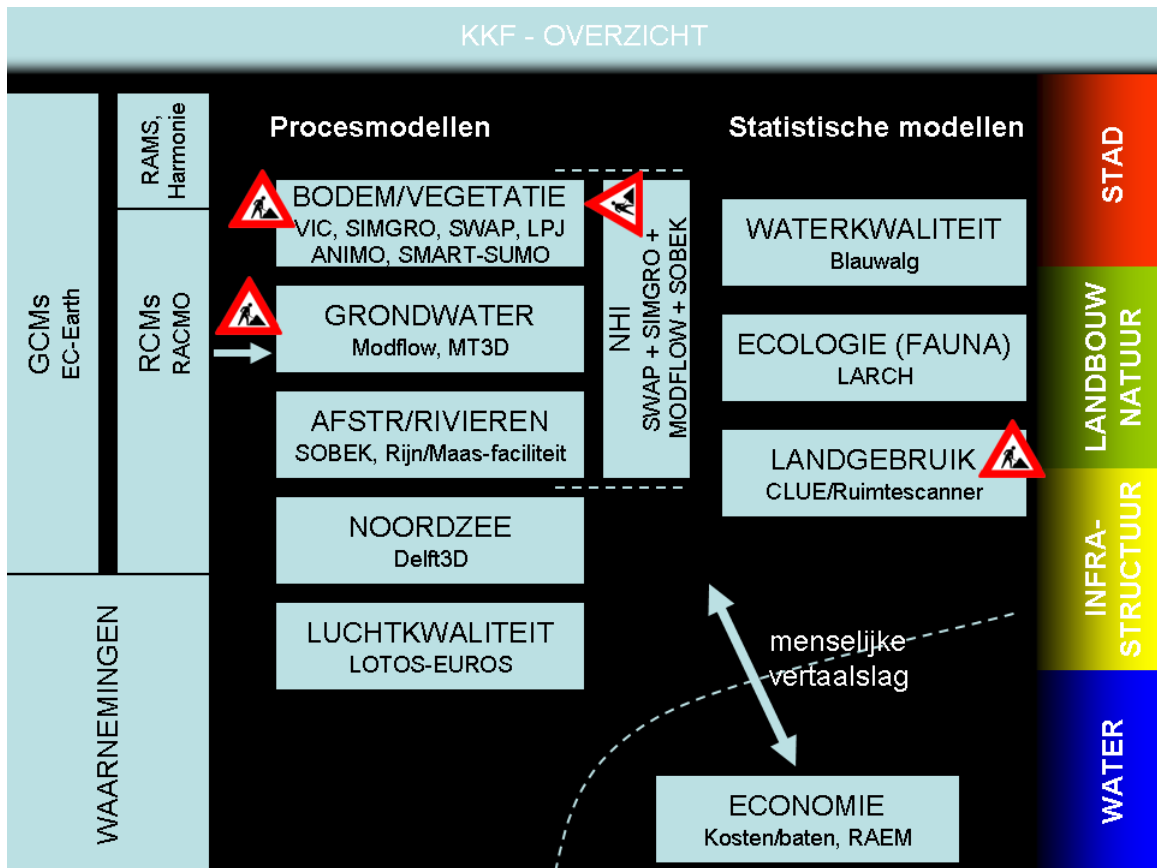 KKF - OVERZICHT
GCMs
EC-Earth
RAMS,
Harmonie
RCMs
RACMO
WAARNEMINGEN
Procesmodellen
BODEM/VEGETATIE
VIC, SIMGRO, SWAP, LPJ
ANIMO, SMART-SUMO
GRONDWATER
Modflow, MT3D
AFSTR/RIVIEREN
SOBEK, Rijn/Maas-faciliteit
NOORDZEE
Delft3D
LUCHTKWALITEIT
LOTOS-EUROS
NHI
SWAP + SIMGRO +
MODFLOW + SOBEK
Statistische modellen
WATERKWALITEIT
Blauwalg
ECOLOGIE (FAUNA)
LARCH
LANDGEBRUIK
CLUE/Ruimtescanner
menselijke
vertaalslag
ECONOMIE
Kosten/baten, RAEM
STAD
LANDBOUW
NATUUR
INFRA-
STRUCTUUR
WATER